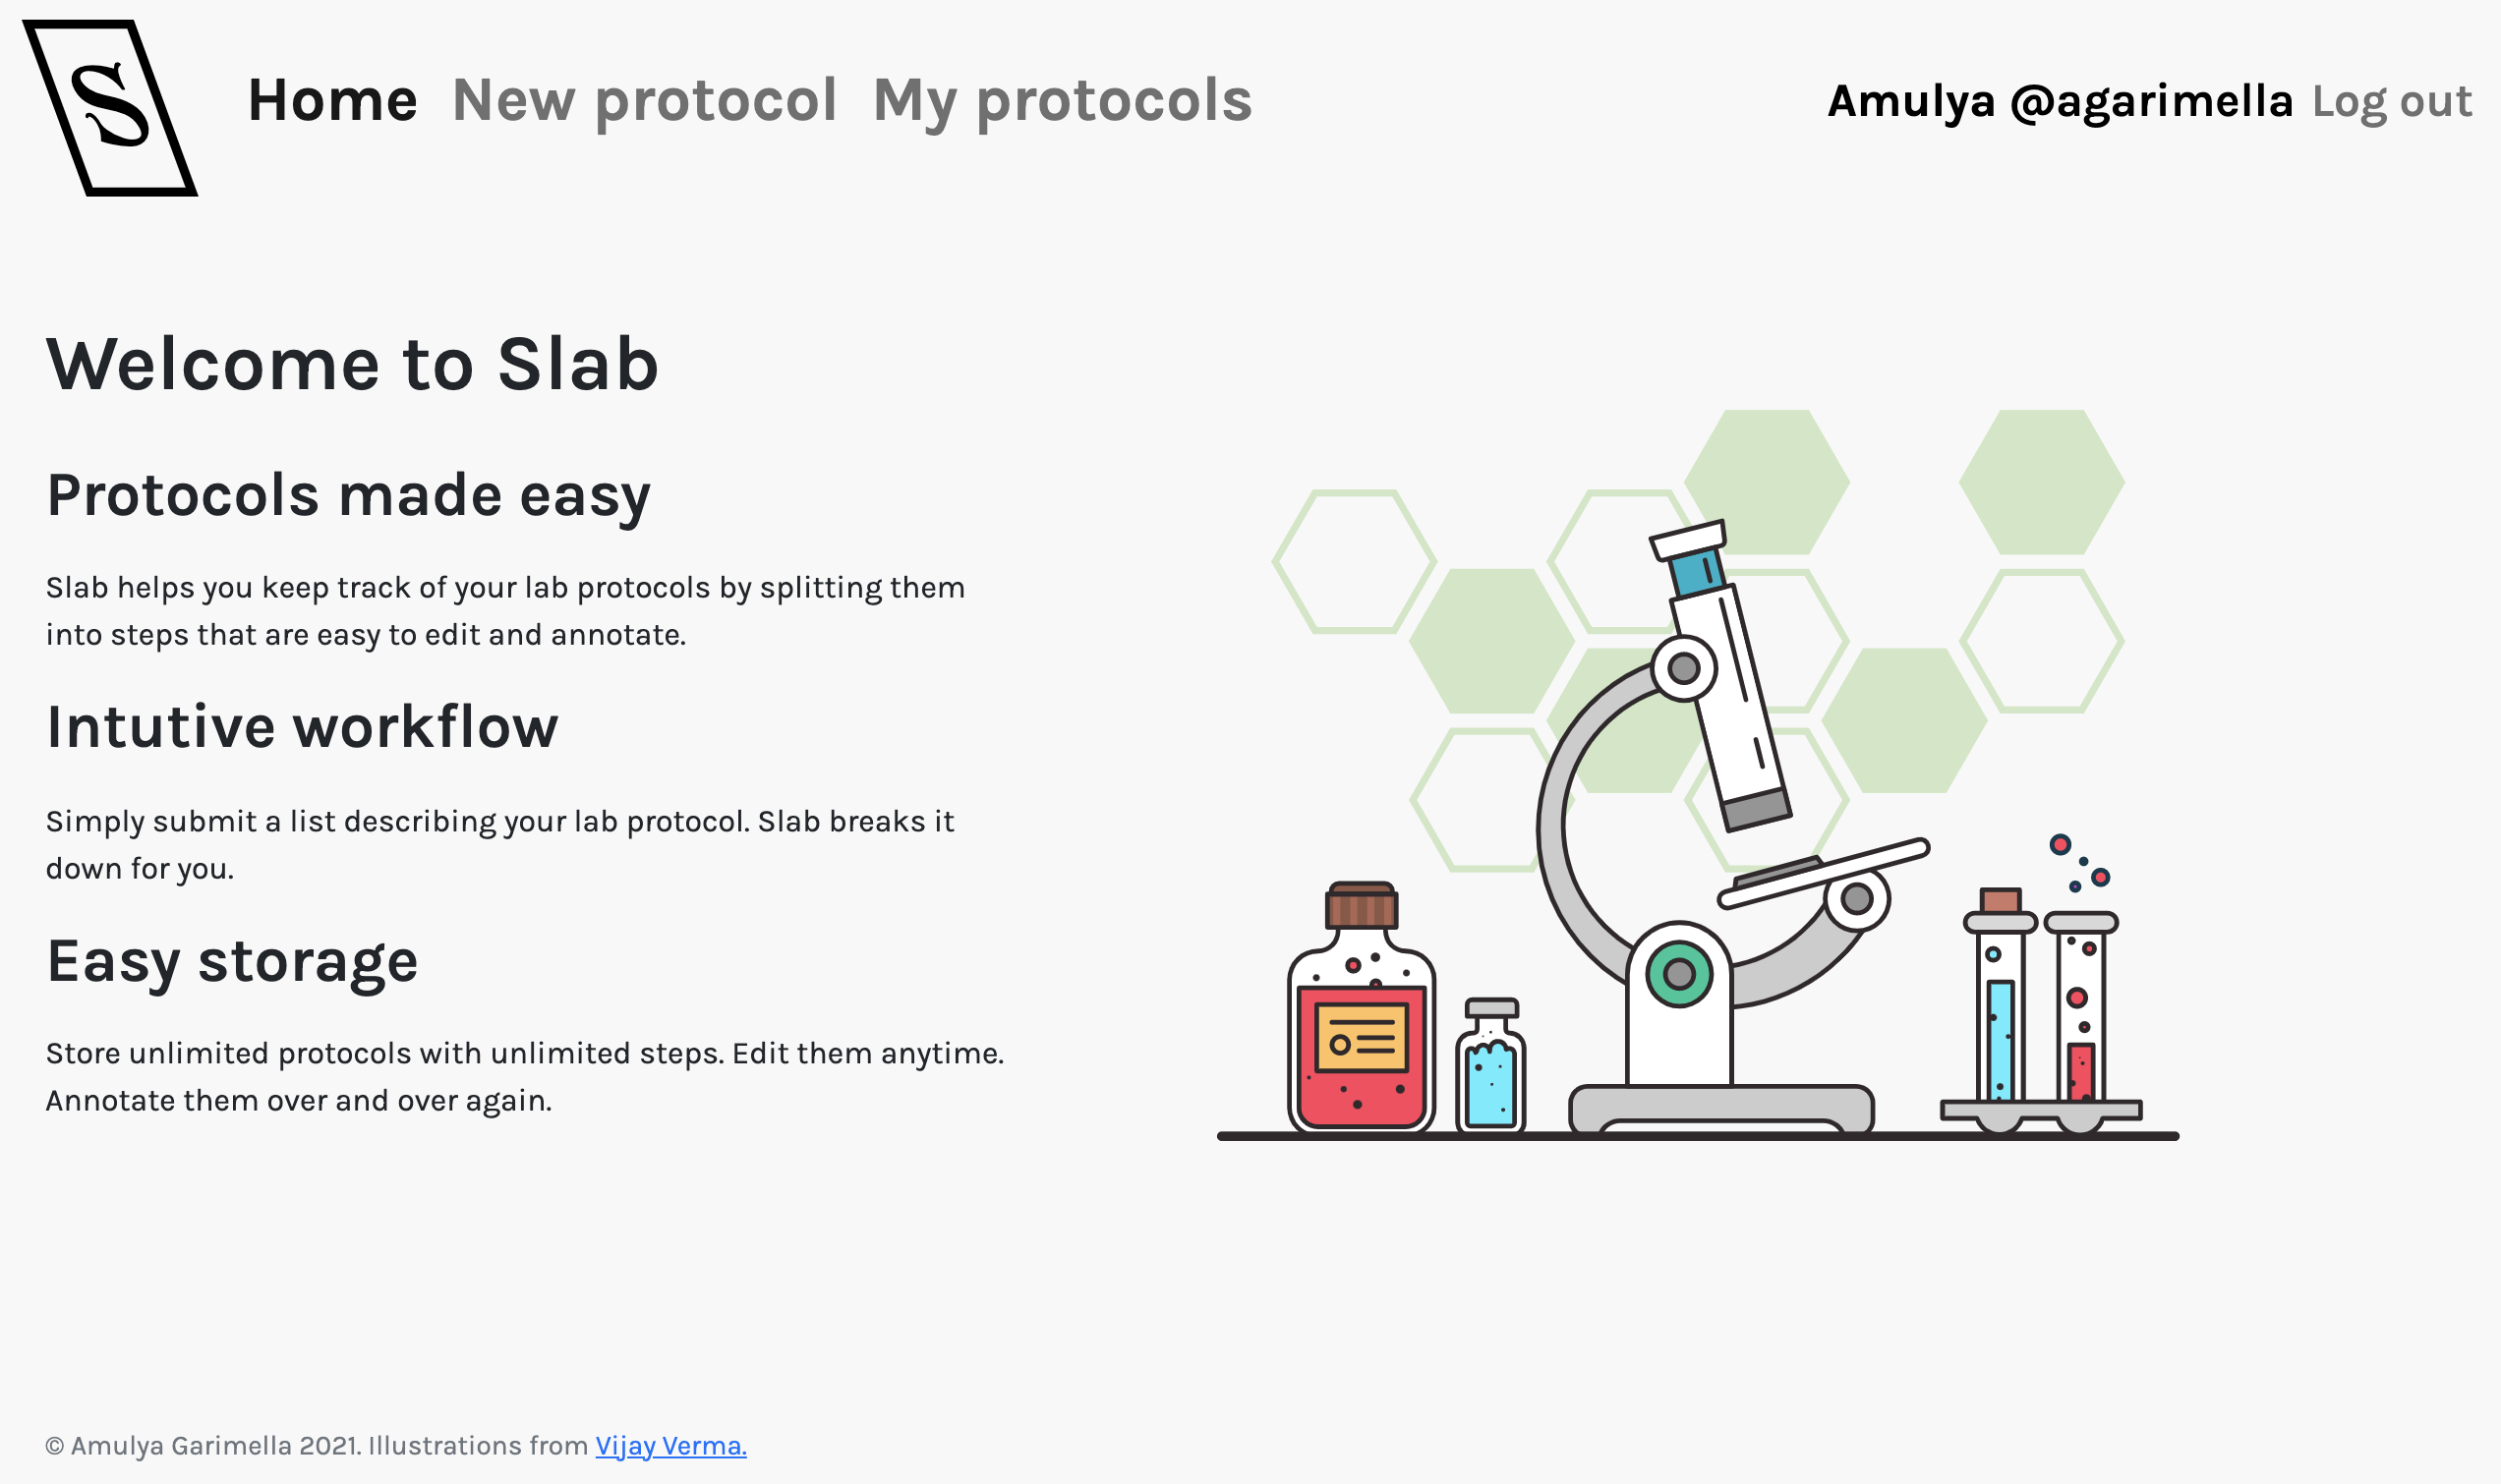 S
Home New protocol My protocols
Amulya @agarimella Log out
Welcome to Slab
Protocols made easy
Slab helps you keep track of your lab protocols by splitting them
into steps that are easy to edit and annotate.
Intutive workflow
Simply submit a list describing your lab protocol. Slab breaks it
down for you.
Easy storage
Store unlimited protocols with unlimited steps. Edit them anytime.
Annotate them over and over again.
© Amulya Garimella 2021. Illustrations from Vijay Verma.